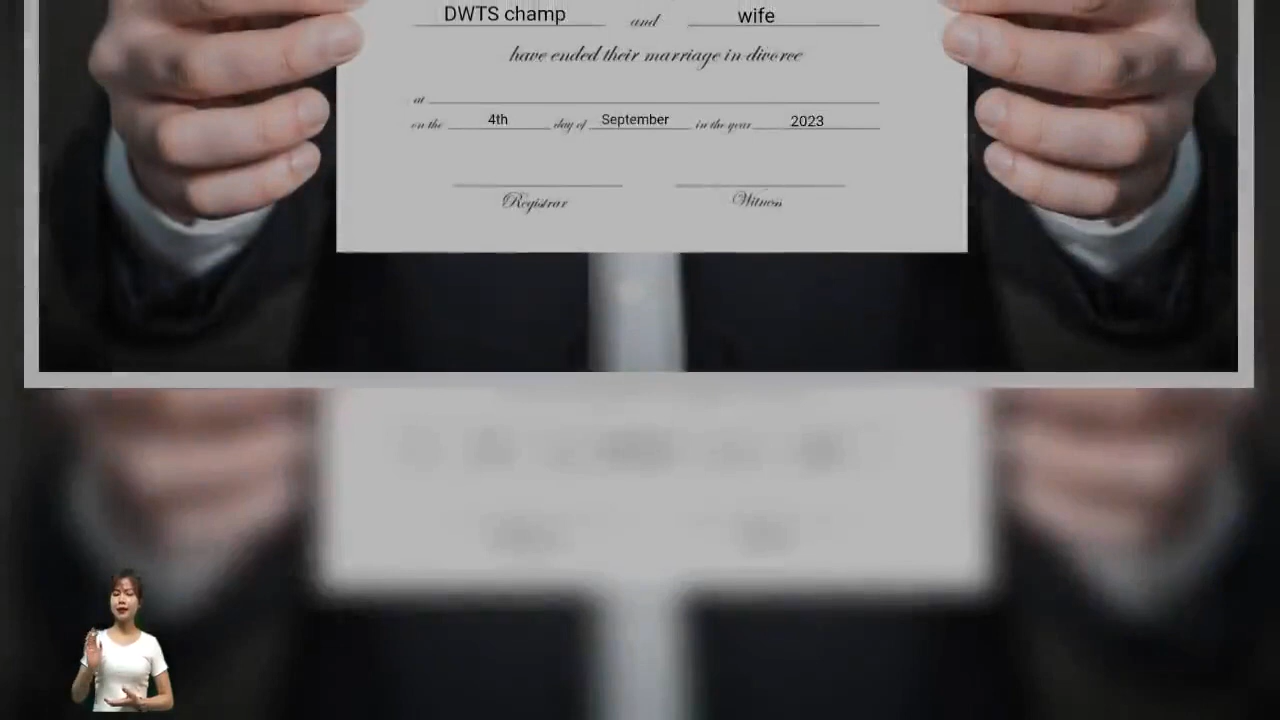 DWTS champ and wife
have ended their marriage in divorce
at
on the 4th day of September in the year 2023
Registrar Witness